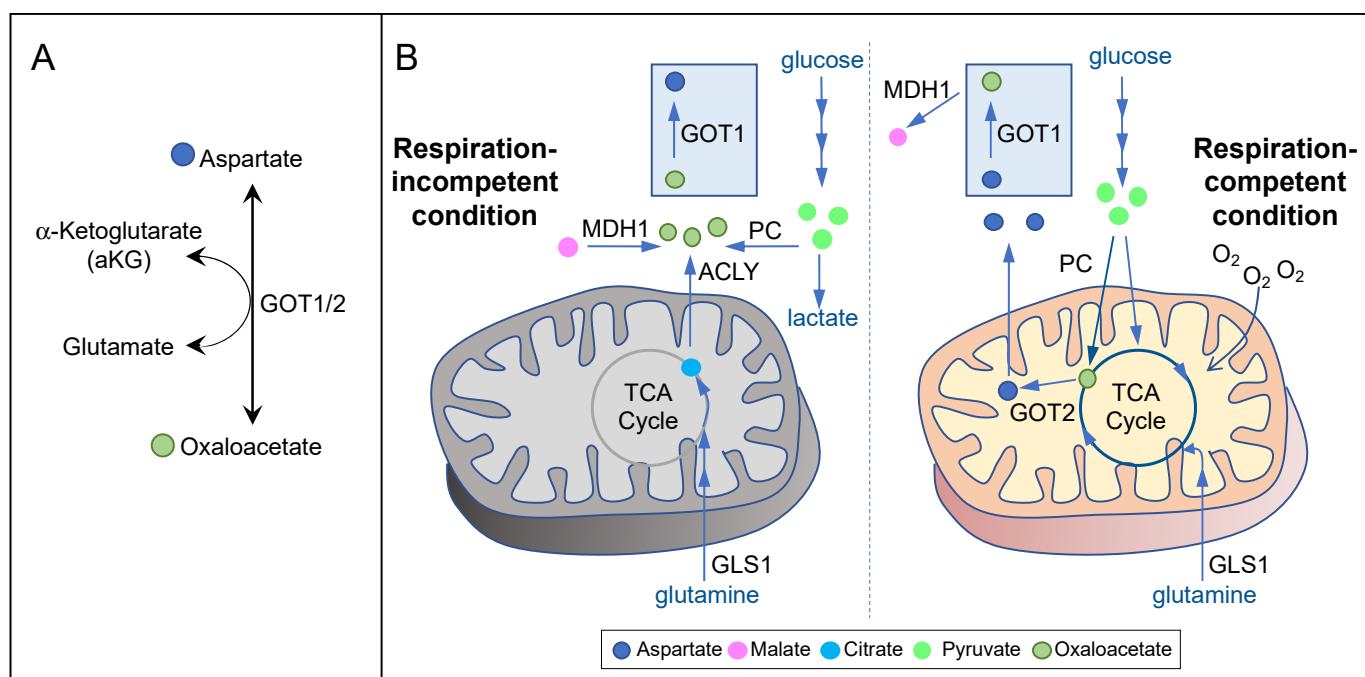 A
Aspartate
α-Ketoglutarate
(aKG)
GOT1/2
Glutamate
Oxaloacetate
B
Respiration-
incompetent
condition
GOT1
glucose
MDH1
PC
ACLY
lactate
TCA
Cycle
GLS1
glutamine
MDH1
GOT1
glucose
Respiration-
competent
condition
PC
O2
O2
O2
GOT2
TCA
Cycle
GLS1
glutamine
Aspartate Malate Citrate Pyruvate Oxaloacetate